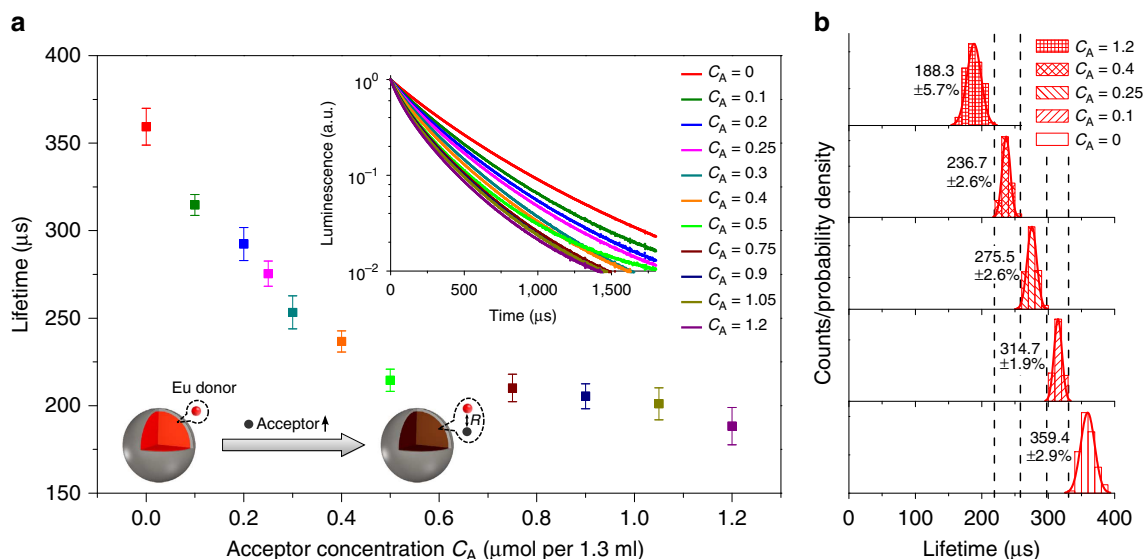 a
400
350
300
250
200
150
Lifetime (μs)
0.0
0.2
0.4
0.6
0.8
1.0
1.2
Acceptor concentration C_A (μmol per 1.3 ml)
10⁰
10⁻¹
10⁻²
Luminescence (a.u.)
0
500
1,000
1,500
Time (μs)
C_A = 0
C_A = 0.1
C_A = 0.2
C_A = 0.25
C_A = 0.3
C_A = 0.4
C_A = 0.5
C_A = 0.75
C_A = 0.9
C_A = 1.05
C_A = 1.2
Eu donor
Acceptor
R
b
Counts/probability density
188.3
±5.7%
236.7
±2.6%
275.5
±2.6%
314.7
±1.9%
359.4
±2.9%
C_A = 1.2
C_A = 0.4
C_A = 0.25
C_A = 0.1
C_A = 0
0
100
200
300
400
Lifetime (μs)